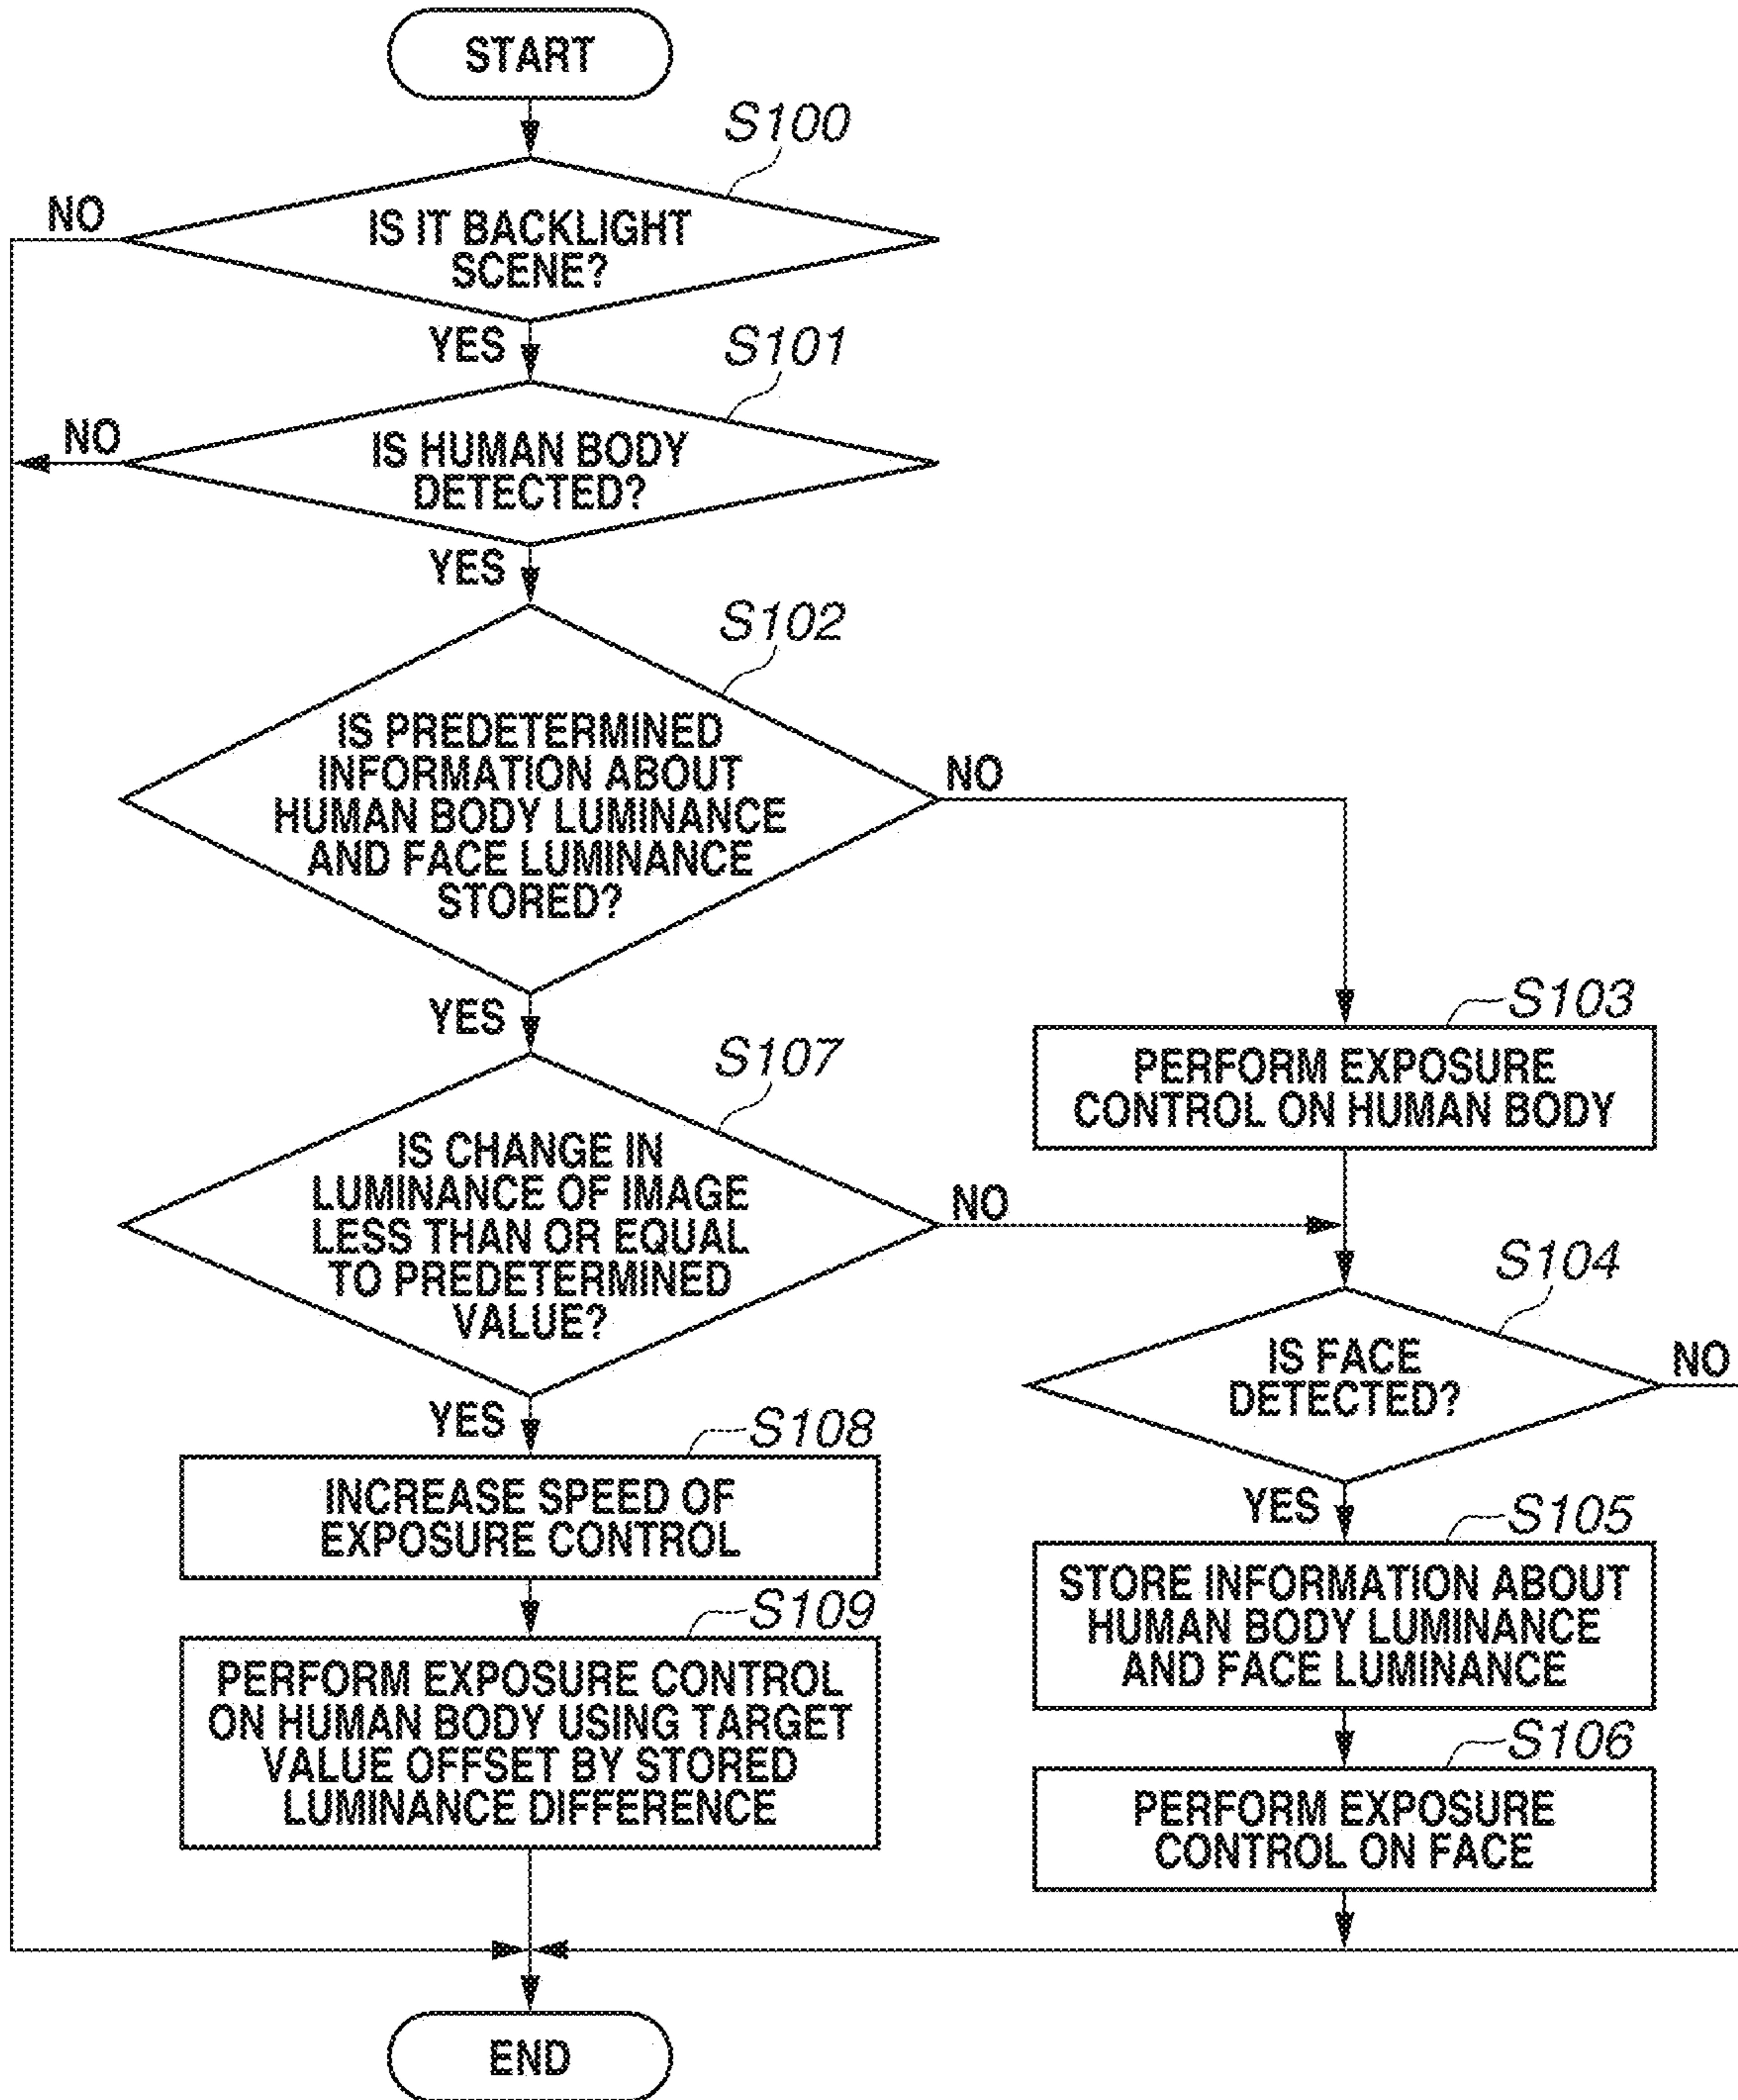 START
S100
NO
IS IT BACKLIGHT
SCENE?
YES
S101
NO
IS HUMAN BODY
DETECTED?
YES
S102
IS PREDETERMINED
INFORMATION ABOUT
HUMAN BODY LUMINANCE
AND FACE LUMINANCE
STORED?
NO
YES
S103
PERFORM EXPOSURE
CONTROL ON HUMAN BODY
S107
IS CHANGE IN
LUMINANCE OF IMAGE
LESS THAN OR EQUAL
TO PREDETERMINED
VALUE?
NO
YES
S104
IS FACE
DETECTED?
NO
YES
S108
INCREASE SPEED OF
EXPOSURE CONTROL
S105
STORE INFORMATION ABOUT
HUMAN BODY LUMINANCE
AND FACE LUMINANCE
S109
PERFORM EXPOSURE CONTROL
ON HUMAN BODY USING TARGET
VALUE OFFSET BY STORED
LUMINANCE DIFFERENCE
S106
PERFORM EXPOSURE
CONTROL ON FACE
END